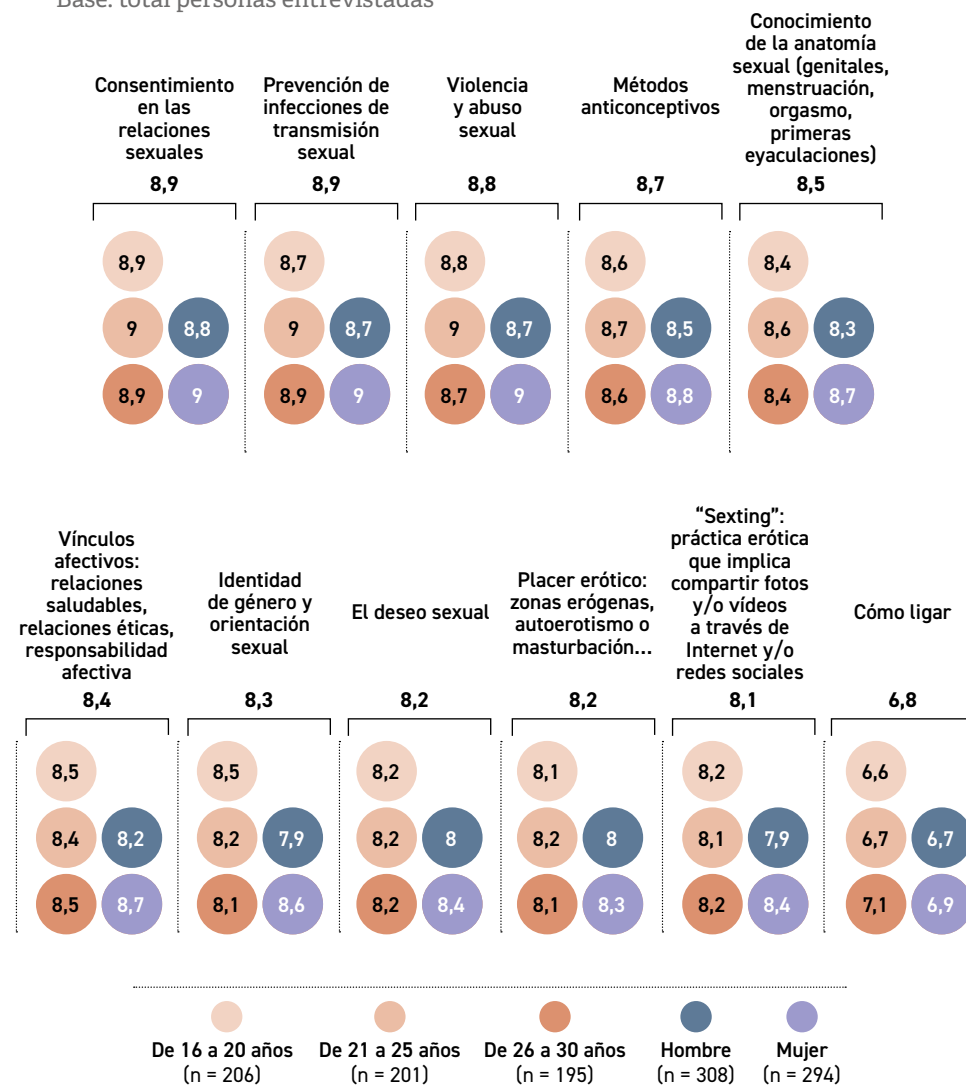 Base: total personas entrevistadas
Consentimiento
en las
relaciones
sexuales
8,9
Prevención de
infecciones de
transmisión
sexual
8,9
Violencia
y abuso
sexual
8,8
Métodos
anticonceptivos
8,7
Conocimiento
de la anatomía
sexual (genitales,
menstruación,
orgasmo,
primeras
eyaculaciones)
8,5
8,9
9 8,8
8,9 9
8,7
9 8,7
8,9 9
8,8
9 8,7
8,7 9
8,6
8,7 8,5
8,6 8,8
8,4
8,6 8,3
8,4 8,7
Vínculos
afectivos:
relaciones
saludables,
relaciones éticas,
responsabilidad
afectiva
8,4
Identidad
de género y
orientación
sexual
8,3
El deseo sexual
8,2
Placer erótico:
zonas erógenas,
autoerotismo o
masturbación...
8,2
“Sexting”:
práctica erótica
que implica
compartir fotos
y/o vídeos
a través de
Internet y/o
redes sociales
8,1
Cómo ligar
6,8
8,5
8,4 8,2
8,5 8,7
8,5
8,2 7,9
8,1 8,6
8,2
8,2 8
8,2 8,4
8,1
8,2 8
8,1 8,3
8,2
8,1 7,9
8,2 8,4
6,6
6,7 6,7
7,1 6,9
De 16 a 20 años
(n = 206)
De 21 a 25 años
(n = 201)
De 26 a 30 años
(n = 195)
Hombre
(n = 308)
Mujer
(n = 294)